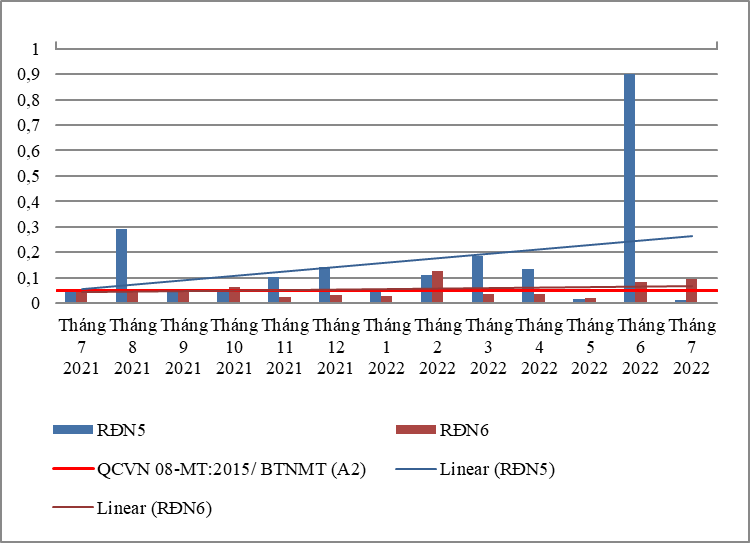 1
0,9
0,8
0,7
0,6
0,5
0,4
0,3
0,2
0,1
0
Tháng Tháng Tháng Tháng Tháng Tháng Tháng Tháng Tháng Tháng Tháng Tháng Tháng
7 8 9 10 11 12 1 2 3 4 5 6 7
2021 2021 2021 2021 2021 2021 2022 2022 2022 2022 2022 2022 2022
RĐN5 RĐN6
QCVN 08-MT:2015/ BTNMT (A2) Linear (RĐN5)
Linear (RĐN6)